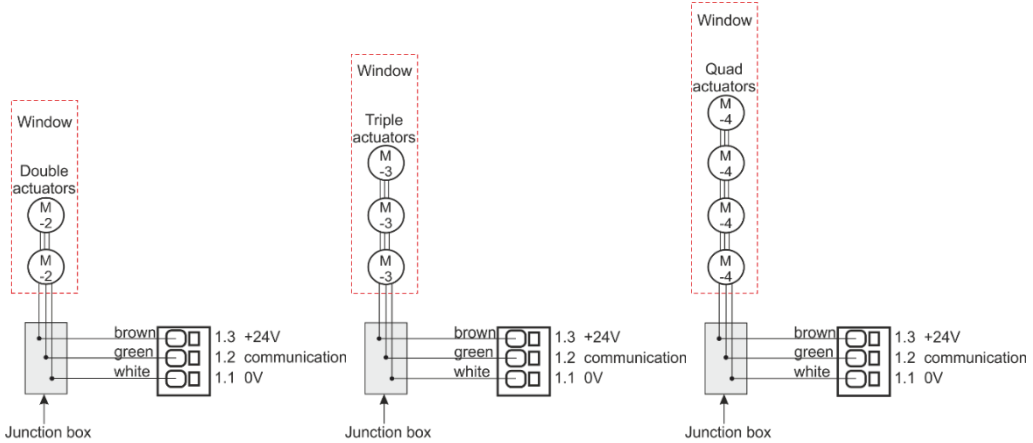 Window
Double
actuators
M
-2
M
-2
brown
green
white
1.3 +24V
1.2 communication
1.1 0V
Junction box
Window
Triple
actuators
M
-3
M
-3
M
-3
brown
green
white
1.3 +24V
1.2 communication
1.1 0V
Junction box
Window
Quad
actuators
M
-4
M
-4
M
-4
M
-4
brown
green
white
1.3 +24V
1.2 communication
1.1 0V
Junction box